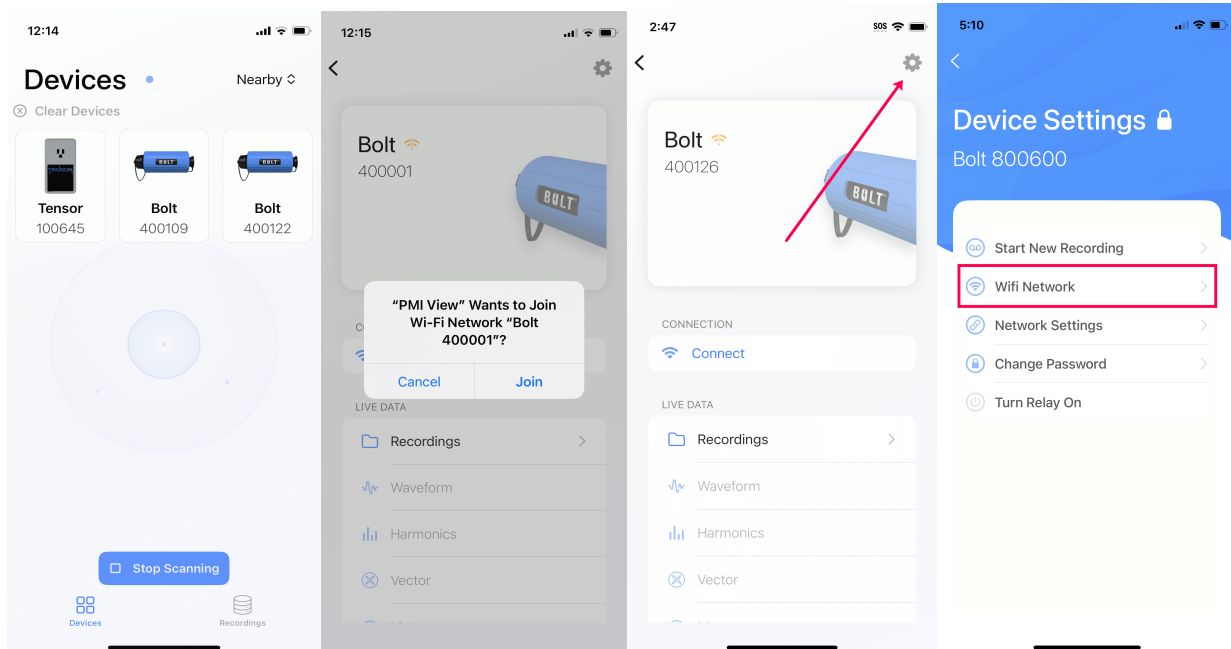 12:14
Devices
Nearby
Clear Devices
BOLT
BOLT
Tensor
Bolt
Bolt
100645
400109
400122
Stop Scanning
Devices
Recordings
12:15
Bolt
400001
BOLT
"PMI View" Wants to Join
Wi-Fi Network "Bolt
400001"?
Cancel
Join
LIVE DATA
Recordings
Waveform
Harmonics
Vector
2:47
SOS
Bolt
400126
BOLT
CONNECTION
Connect
LIVE DATA
Recordings
Waveform
Harmonics
Vector
5:10
Device Settings
Bolt 800600
Start New Recording
Wifi Network
Network Settings
Change Password
Turn Relay On